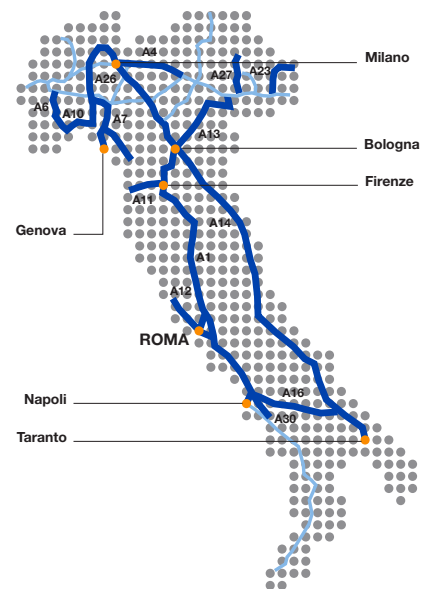 A4
Milano
A26
A27
A23
A6
A10
A7
A13
Bologna
Firenze
A11
A14
Genova
A1
A12
ROMA
Napoli
A16
A30
Taranto